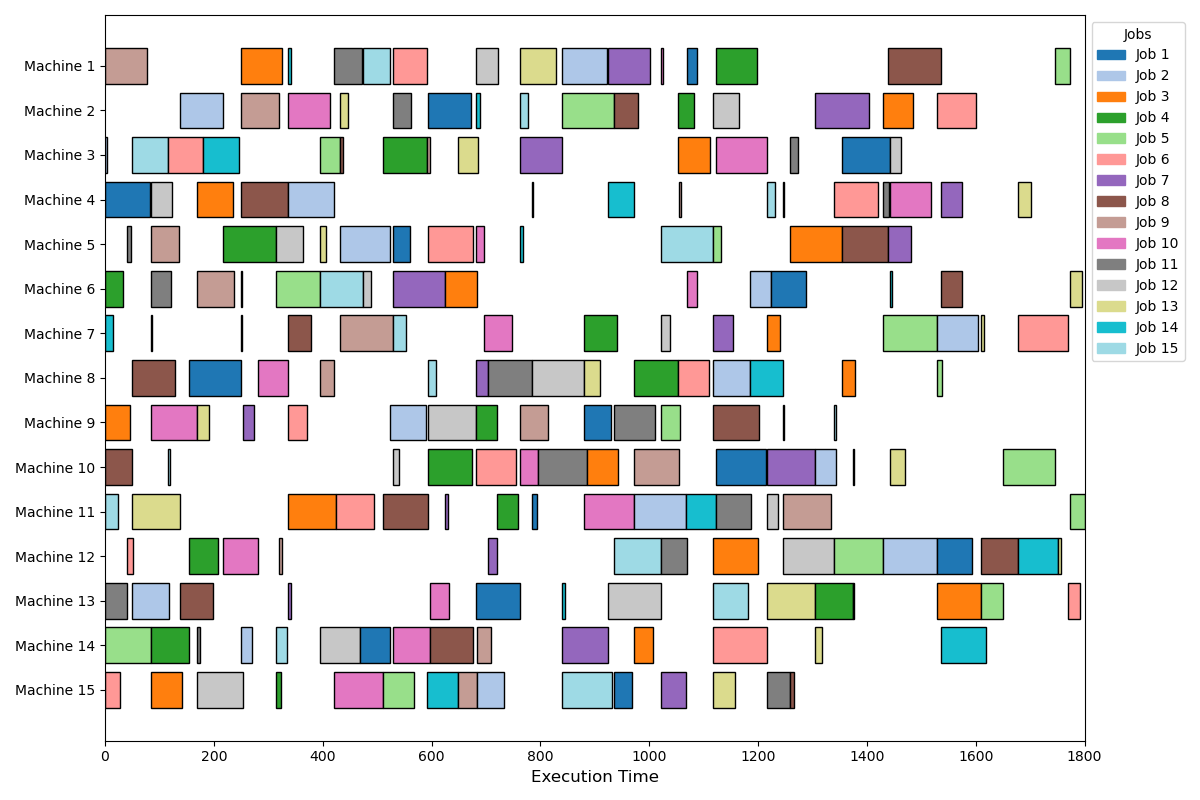 Machine 1
Machine 2
Machine 3
Machine 4
Machine 5
Machine 6
Machine 7
Machine 8
Machine 9
Machine 10
Machine 11
Machine 12
Machine 13
Machine 14
Machine 15
0 200 400 600 800 1000 1200 1400 1600 1800
Execution Time
Jobs
Job 1
Job 2
Job 3
Job 4
Job 5
Job 6
Job 7
Job 8
Job 9
Job 10
Job 11
Job 12
Job 13
Job 14
Job 15